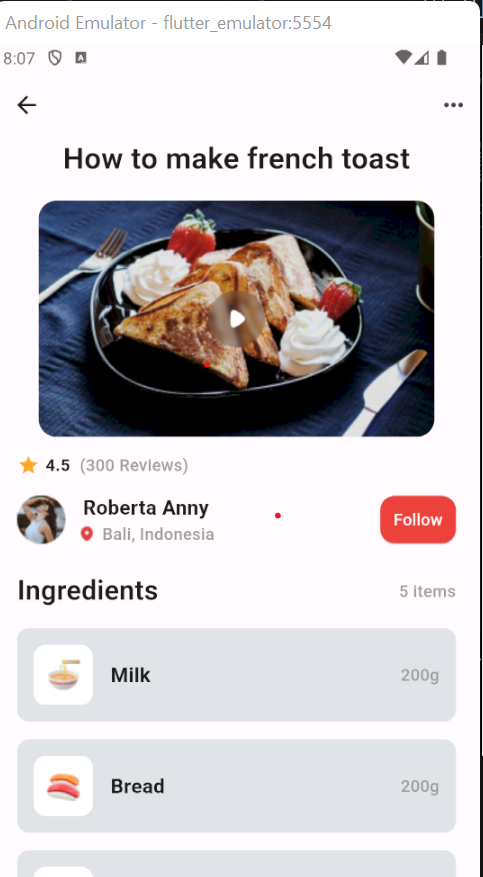 Android Emulator - flutter_emulator:5554
8:07
A
How to make french toast
4.5 (300 Reviews)
Roberta Anny
Bali, Indonesia
Follow
Ingredients
5 items
Milk
200g
Bread
200g